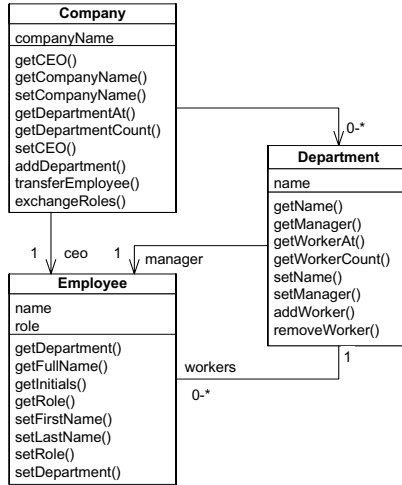 Company
companyName
getCEO()
getCompanyName()
setCompanyName()
getDepartmentAt()
getDepartmentCount()
setCEO()
addDepartment()
transferEmployee()
exchangeRoles()
0-*
Department
name
getName()
getManager()
getWorkerAt()
getWorkerCount()
setName()
setManager()
addWorker()
removeWorker()
1 ceo
1 manager
Employee
name
role
getDepartment()
getFullName()
getInitials()
getRole()
setFirstName()
setLastName()
setRole()
setDepartment()
workers
0-*
1